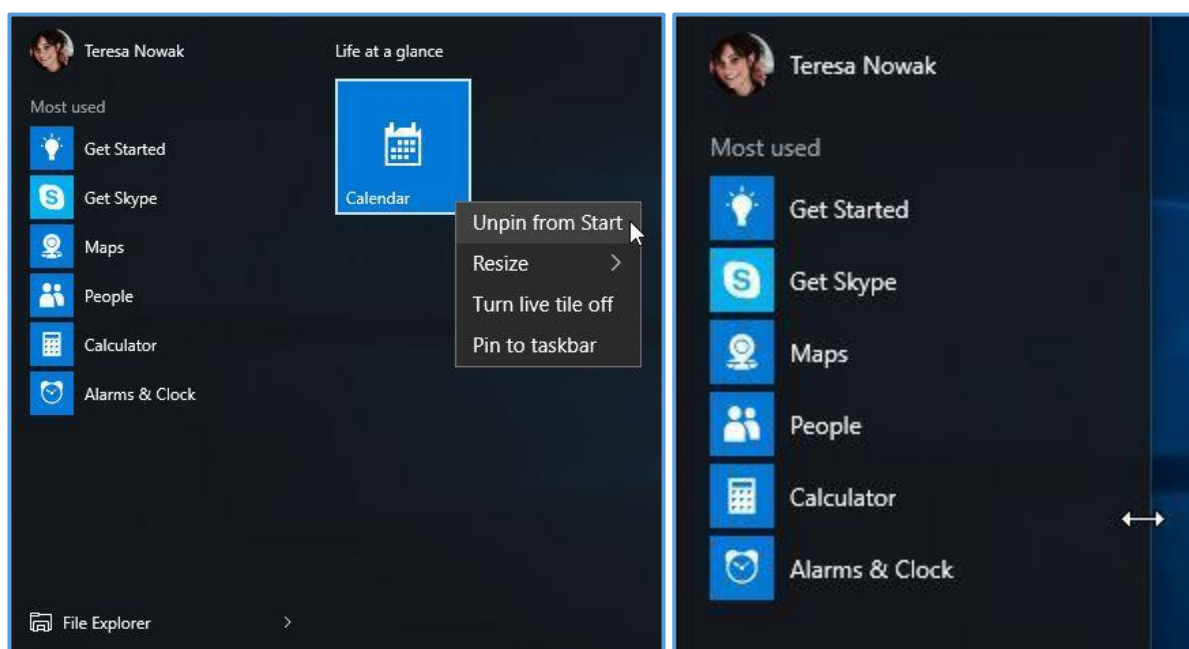 Teresa Nowak
Most used
Get Started
Get Skype
Maps
People
Calculator
Alarms & Clock
File Explorer
Life at a glance
Calendar
Unpin from Start
Resize
Turn live tile off
Pin to taskbar
Teresa Nowak
Most used
Get Started
Get Skype
Maps
People
Calculator
Alarms & Clock